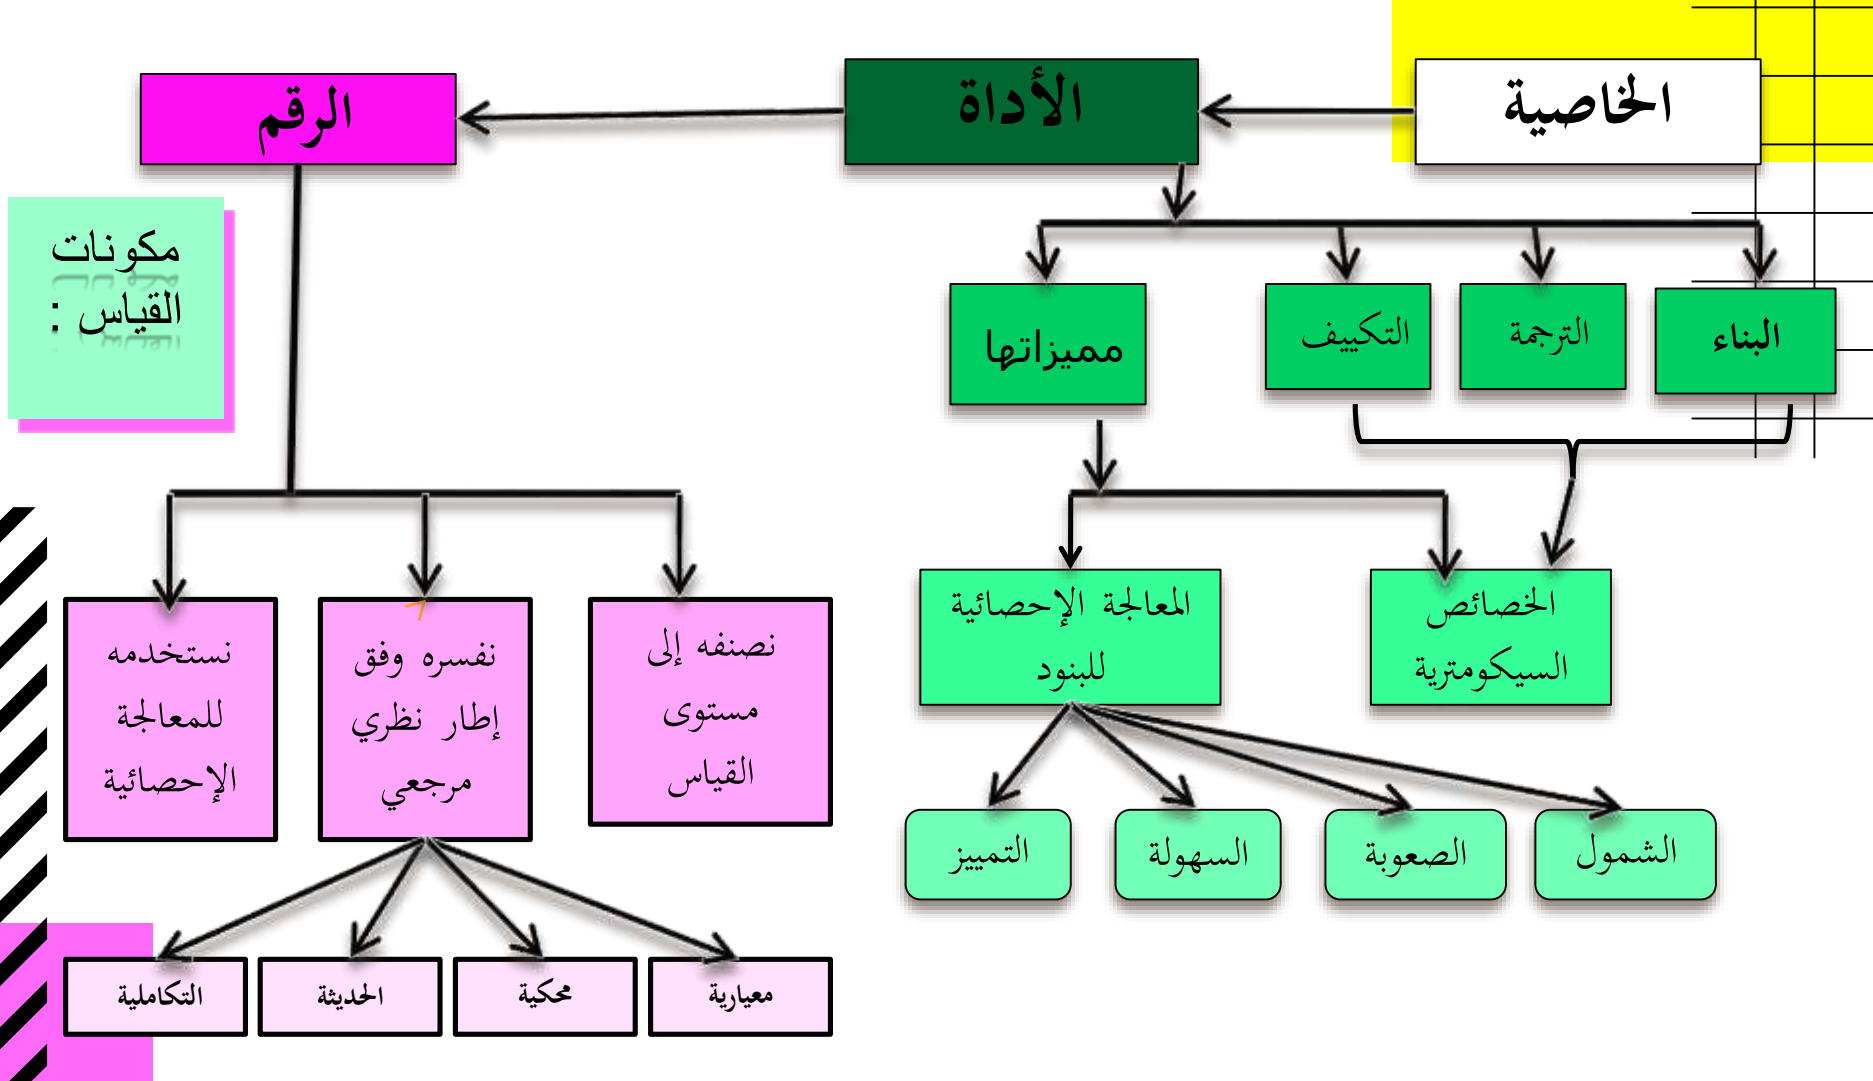 الخاصية
الأداة
الرقم
مكونات
القياس :
البناء
الترجمة
التكييف
مميزاتها
الخصائص
السيكومترية
المعالجة الإحصائية
للبنود
الشمول
الصعوبة
السهولة
التمييز
نصنفه إلى
مستوى
القياس
نفسره وفق
إطار نظري
مرجعي
نستخدمه
للمعالجة
الإحصائية
معيارية
محكية
الحديثة
التكاملية